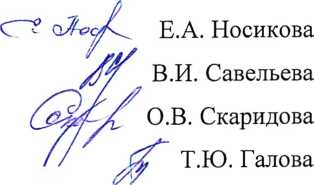 Е.А. Носикова
В.И. Савельева
О.В. Скаридова
Т.Ю. Галова